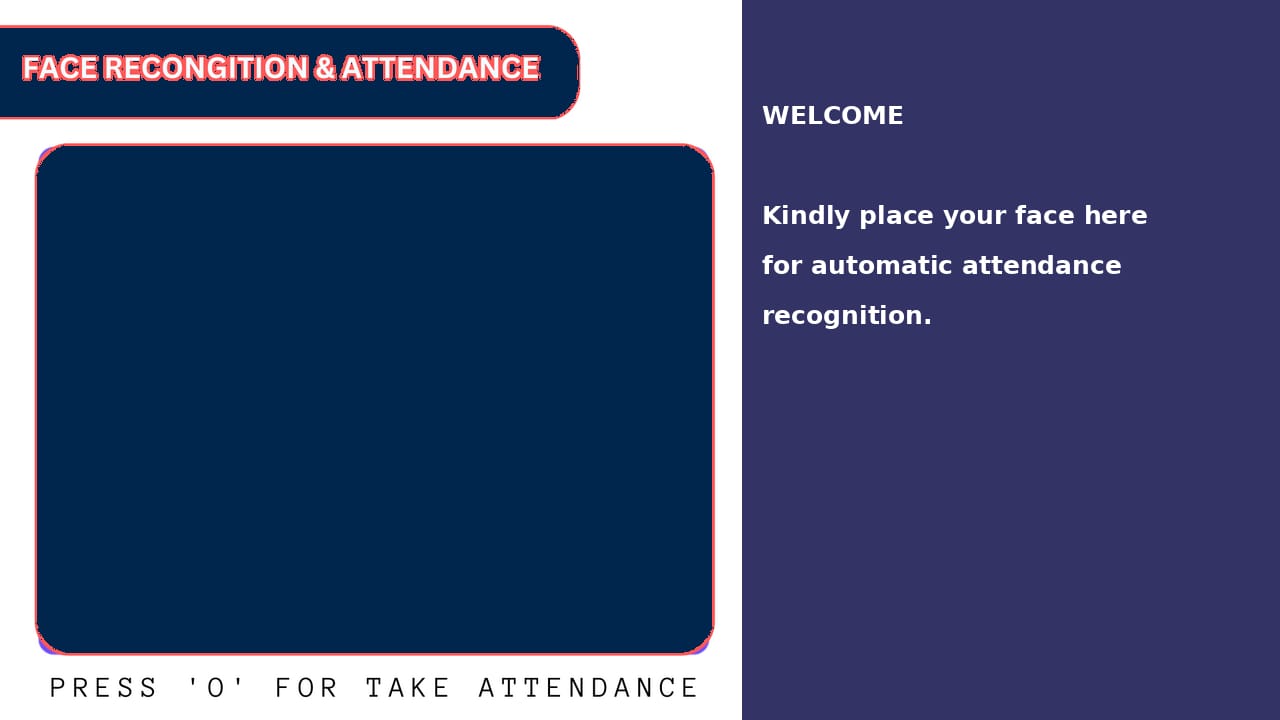 FACE RECONGITION & ATTENDANCE
WELCOME
Kindly place your face here
for automatic attendance
recognition.
PRESS 'O' FOR TAKE ATTENDANCE